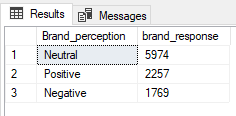 Results Messages
Brand_perception brand_response
1 Neutral 5974
2 Positive 2257
3 Negative 1769